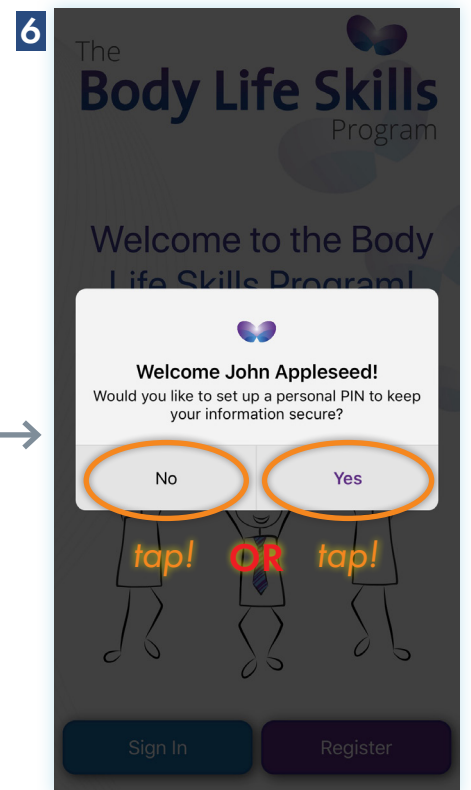 6
The
Body Life Skills
Program
Welcome to the Body
Life Skills Program!
Welcome John Appleseed!
Would you like to set up a personal PIN to keep
your information secure?
No Yes
tap! OR tap!
Sign In Register